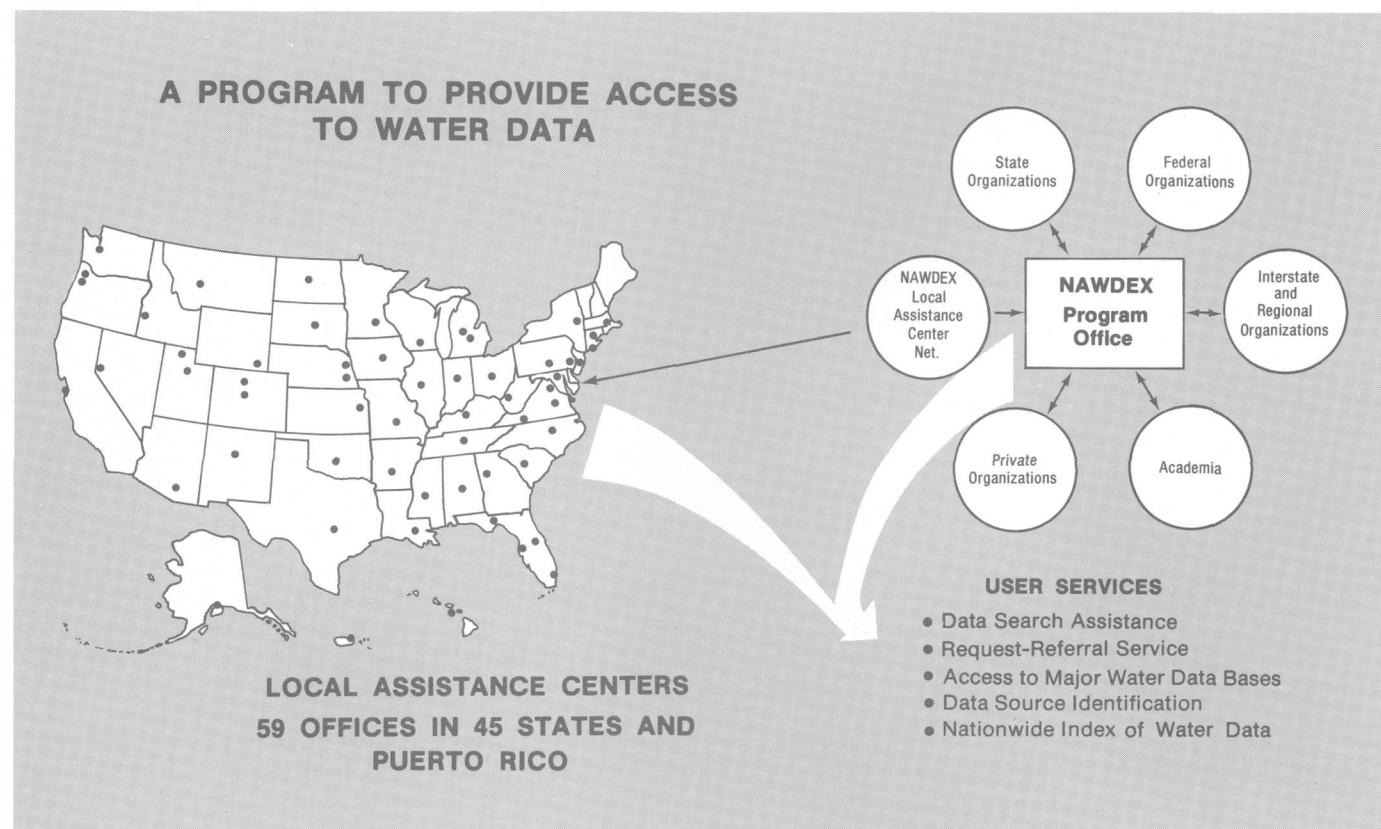 A PROGRAM TO PROVIDE ACCESS
TO WATER DATA
State
Organizations
Federal
Organizations
NAWDEX
Local
Assistance
Center
Net.
NAWDEX
Program
Office
Interstate
and
Regional
Organizations
Private
Organizations
Academia
USER SERVICES
• Data Search Assistance
• Request-Referral Service
• Access to Major Water Data Bases
• Data Source Identification
• Nationwide Index of Water Data
LOCAL ASSISTANCE CENTERS
59 OFFICES IN 45 STATES AND
PUERTO RICO